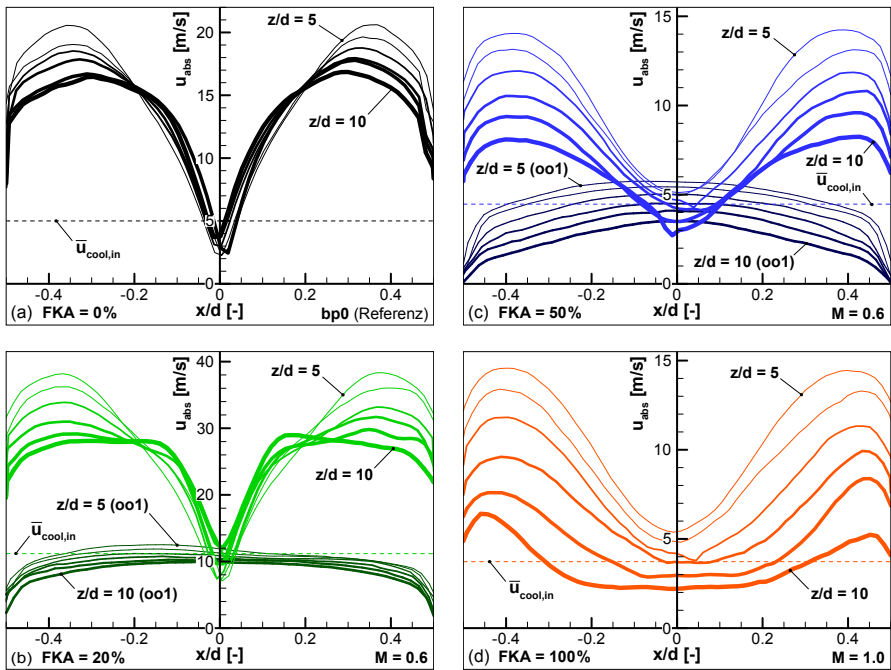 u_abs [m/s]
20
15
10
5
z/d = 5
z/d = 10
ū_cool,in
-0.4 -0.2 0 0.2 0.4
(a) FKA = 0% x/d [-] bp0 (Referenz)
u_abs [m/s]
15
10
5
0
z/d = 5
z/d = 5 (oo1)
z/d = 10
ū_cool,in
z/d = 10 (oo1)
-0.4 -0.2 0 0.2 0.4
(c) FKA = 50% x/d [-] M = 0.6
u_abs [m/s]
40
30
20
10
0
z/d = 5
z/d = 10
z/d = 5 (oo1)
ū_cool,in
z/d = 10 (oo1)
-0.4 -0.2 0 0.2 0.4
(b) FKA = 20% x/d [-] M = 0.6
u_abs [m/s]
15
10
5
0
z/d = 5
ū_cool,in
z/d = 10
-0.4 -0.2 0 0.2 0.4
(d) FKA = 100% x/d [-] M = 1.0